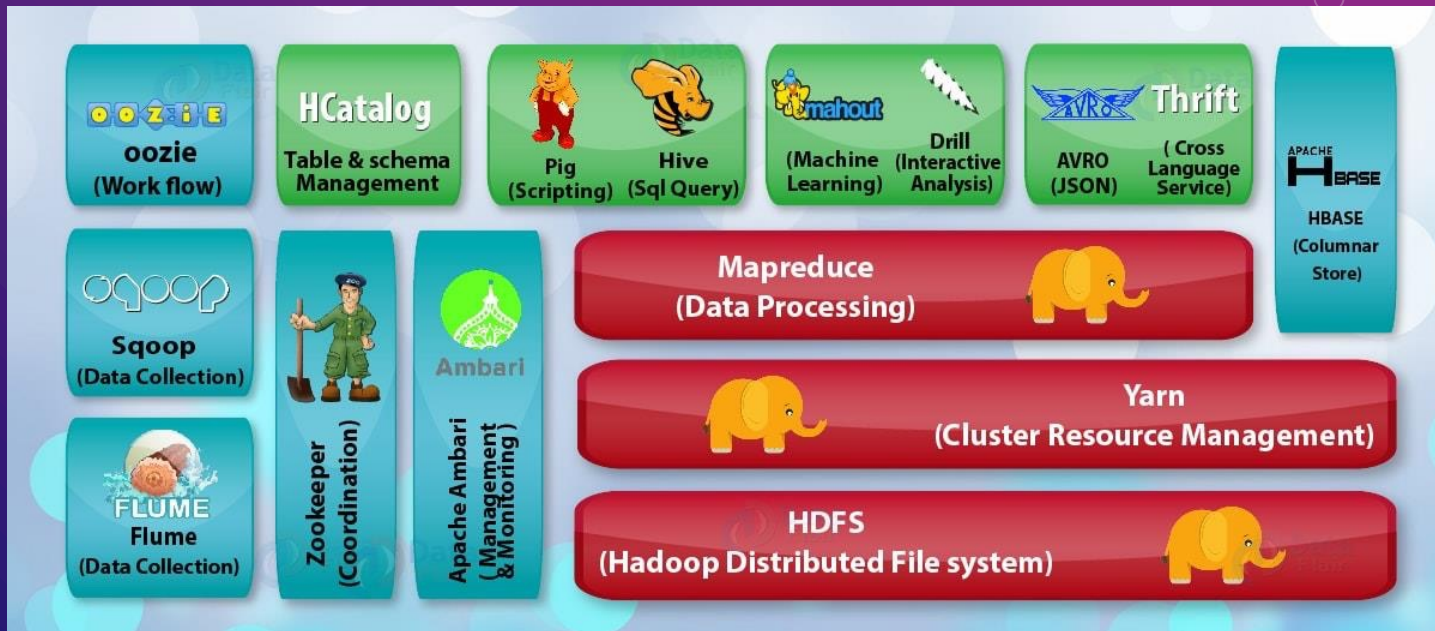 OOZiE
oozie
(Work flow)
HCatalog
Table & schema
Management
Pig
(Scripting)
Hive
(Sql Query)
mahout
(Machine
Learning)
Drill
(Interactive
Analysis)
AVRO
AVRO
(JSON)
Thrift
( Cross
Language
Service)
APACHE
HBASE
HBASE
(Columnar
Store)
sqoop
Sqoop
(Data Collection)
FLUME
Flume
(Data Collection)
Zookeeper
(Coordination)
Ambari
Apache Ambari
( Management
& Monitoring )
Mapreduce
(Data Processing)
Yarn
(Cluster Resource Management)
HDFS
(Hadoop Distributed File system)